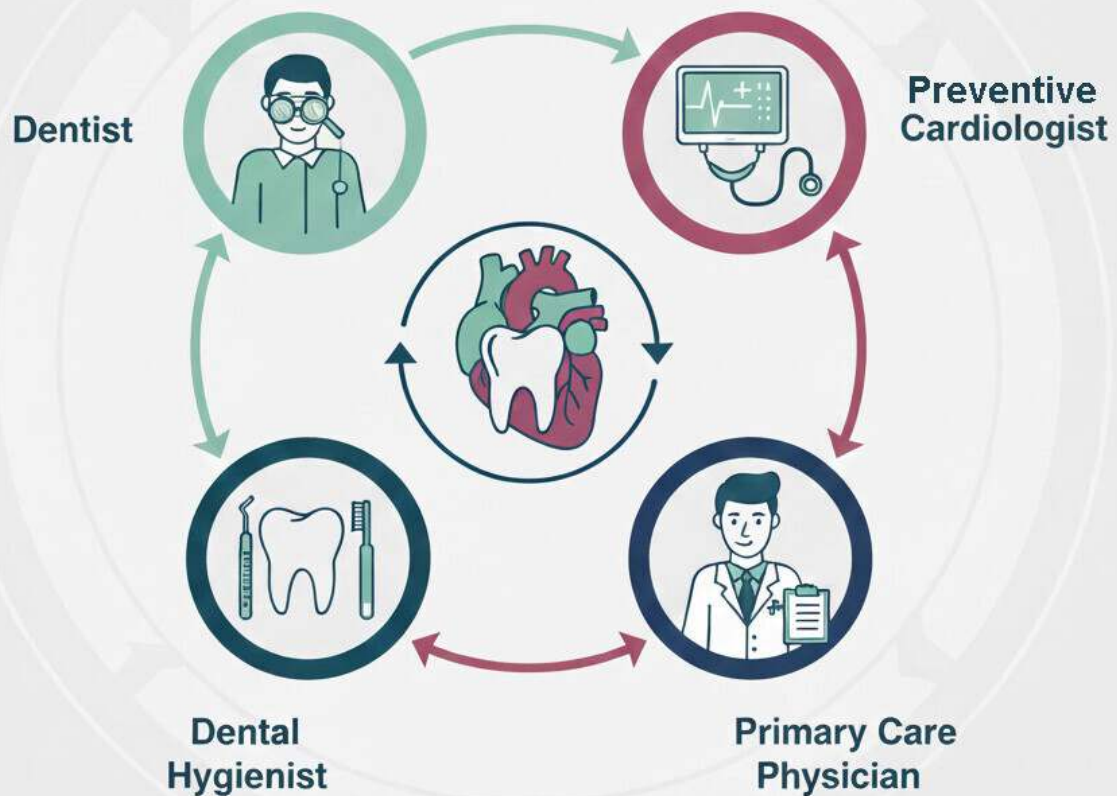 Dentist
Preventive
Cardiologist
Dental
Hygienist
Primary Care
Physician